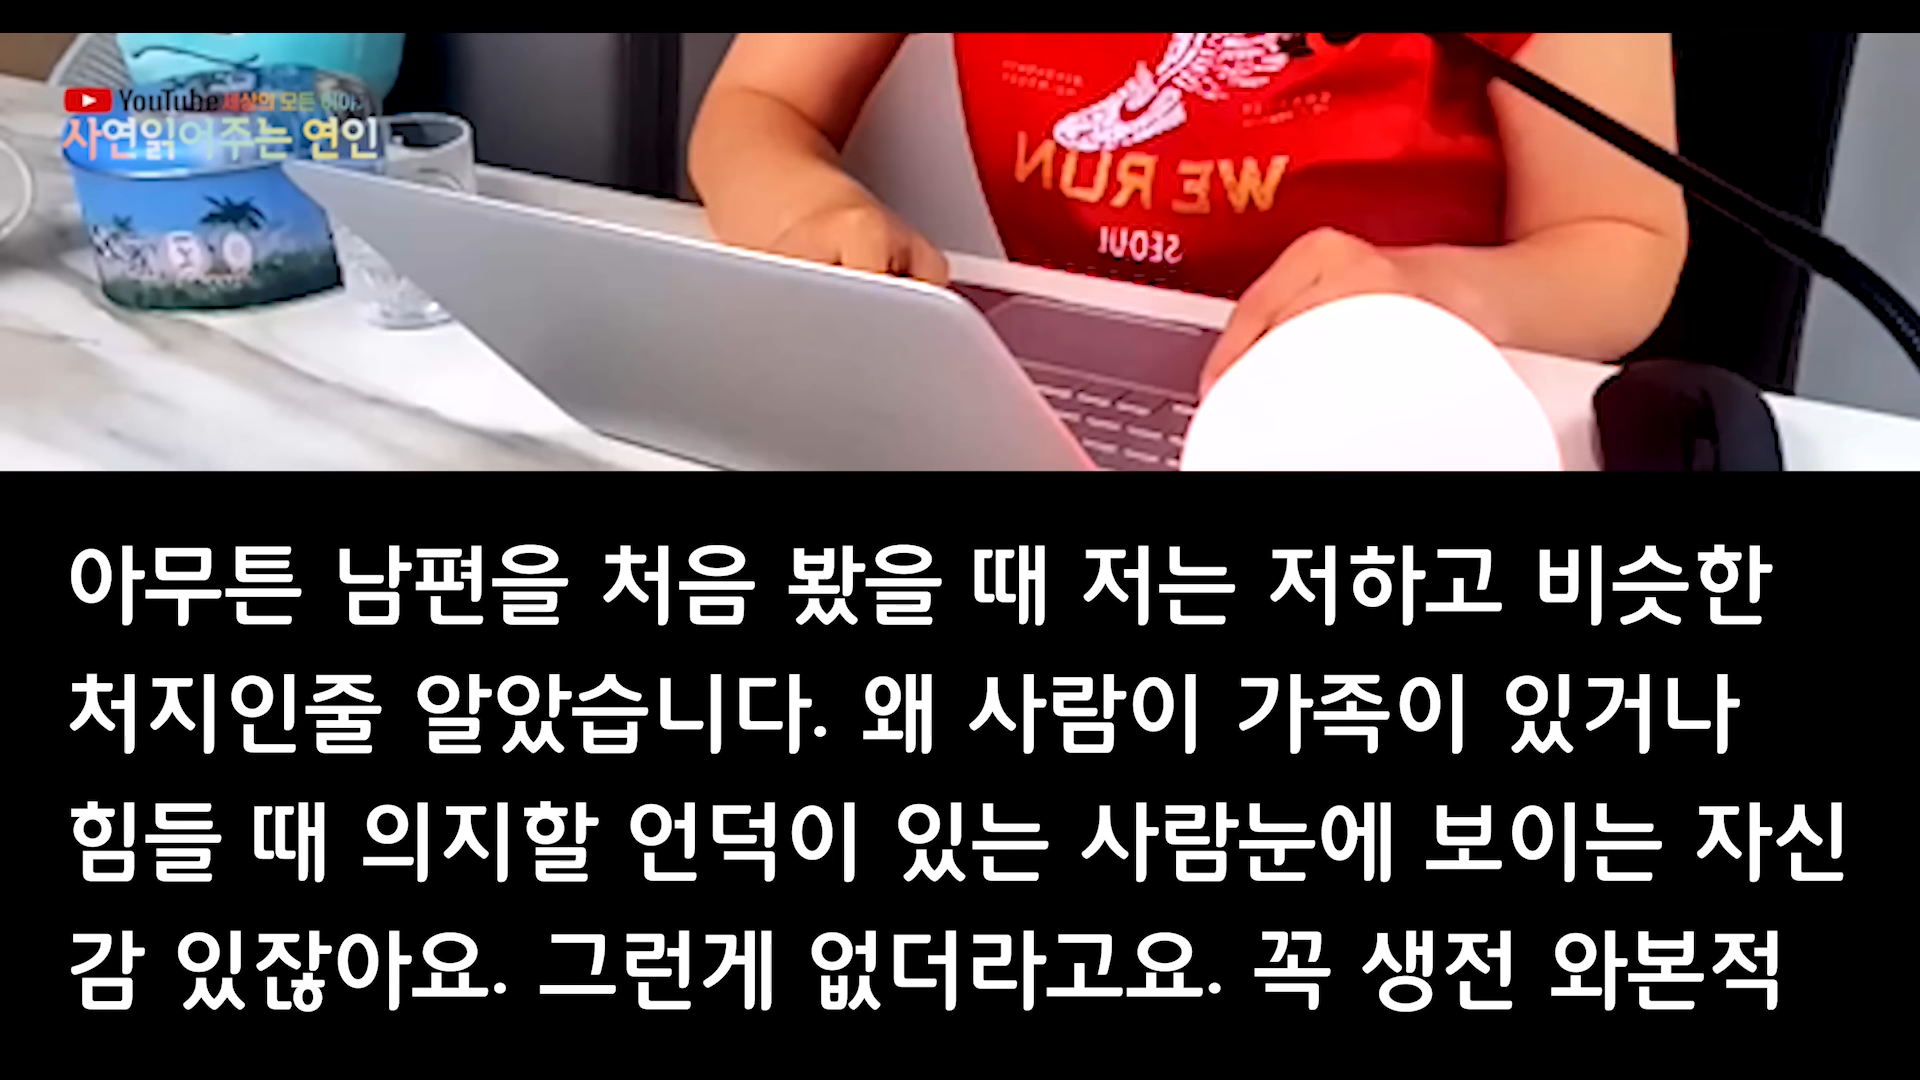 YouTube 세상의 모든 이야기
사연읽어주는 연인
WE RUN
SEOUL
아무튼 남편을 처음 봤을 때 저는 저하고 비슷한
처지인줄 알았습니다. 왜 사람이 가족이 있거나
힘들 때 의지할 언덕이 있는 사람눈에 보이는 자신
감 있잖아요. 그런게 없더라고요. 꼭 생전 와본적